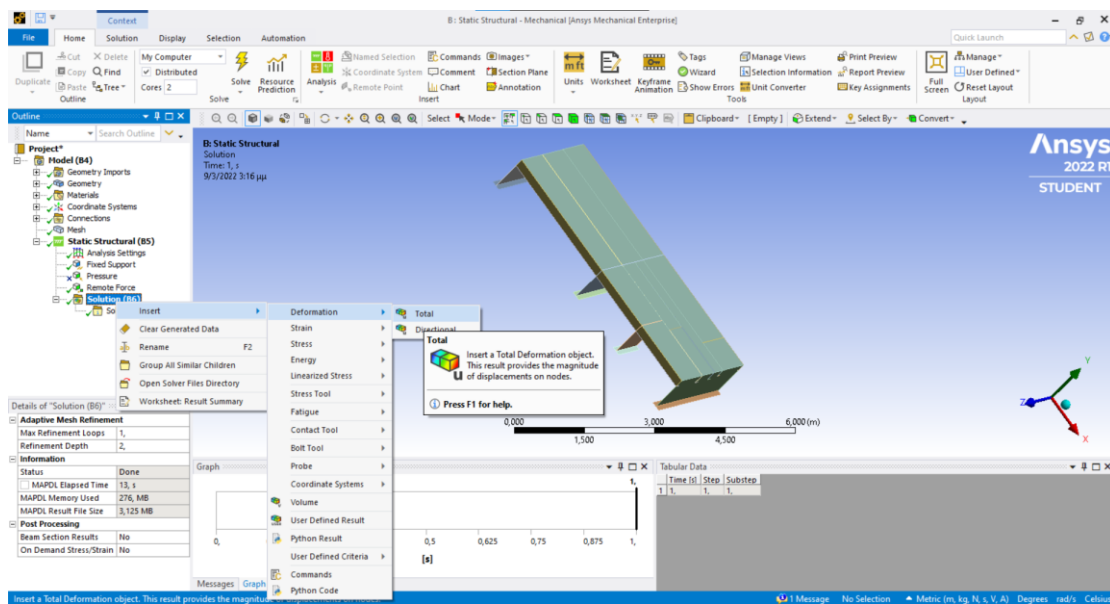 Context
B : Static Structural - Mechanical [Ansys Mechanical Enterprise]
File Home Solution Display Selection Automation
Quick Launch
Duplicate
Cut
Copy
Paste
Delete
Find
Tree
Outline
My Computer
Distributed
Cores 2
Solve
Resource Prediction
Solve
Analysis
Named Selection
Coordinate System
Remote Point
Commands
Comment
Chart
Images
Section Plane
Annotation
Insert
Units
Worksheet
Keyframe Animation
Tags
Wizard
Show Errors
Manage Views
Selection Information
Unit Converter
Print Preview
Report Preview
Key Assignments
Tools
Full Screen
Manage
User Defined
Reset Layout
Layout
Outline
Select Mode Clipboard [ Empty ] Extend Select By Convert
Name Search Outline
Project*
Model (B4)
Geometry Imports
Geometry
Materials
Coordinate Systems
Connections
Mesh
Static Structural (B5)
Analysis Settings
Fixed Support
Pressure
Remote Force
Solution (B6)
So
B: Static Structural
Solution
Time: 1, s
9/3/2022 3:16 μμ
Ansys
2022 R1
STUDENT
Insert
Clear Generated Data
Rename F2
Group All Similar Children
Open Solver Files Directory
Worksheet: Result Summary
Deformation
Strain
Stress
Energy
Linearized Stress
Stress Tool
Fatigue
Contact Tool
Bolt Tool
Probe
Coordinate Systems
Volume
User Defined Result
Python Result
User Defined Criteria
Commands
Python Code
Total
Directional
Total
Insert a Total Deformation object.
This result provides the magnitude
of displacements on nodes.
Press F1 for help.
0,000 3,000 6,000 (m)
1,500 4,500
Y
Z
X
Details of "Solution (B6)"
Adaptive Mesh Refinement
Max Refinement Loops 1,
Refinement Depth 2,
Information
Status Done
MAPDL Elapsed Time 13, s
MAPDL Memory Used 276, MB
MAPDL Result File Size 3,125 MB
Post Processing
Beam Section Results No
On Demand Stress/Strain No
Graph
1,
0, 0,5 0,625 0,75 0,875 1,
[s]
Messages Graph
Tabular Data
Time [s] Step Substep
1 1, 1, 1,
Insert a Total Deformation object. This result provides the magnitude of displacements on nodes.
1 Message No Selection Metric (m, kg, N, s, V, A) Degrees rad/s Celsius